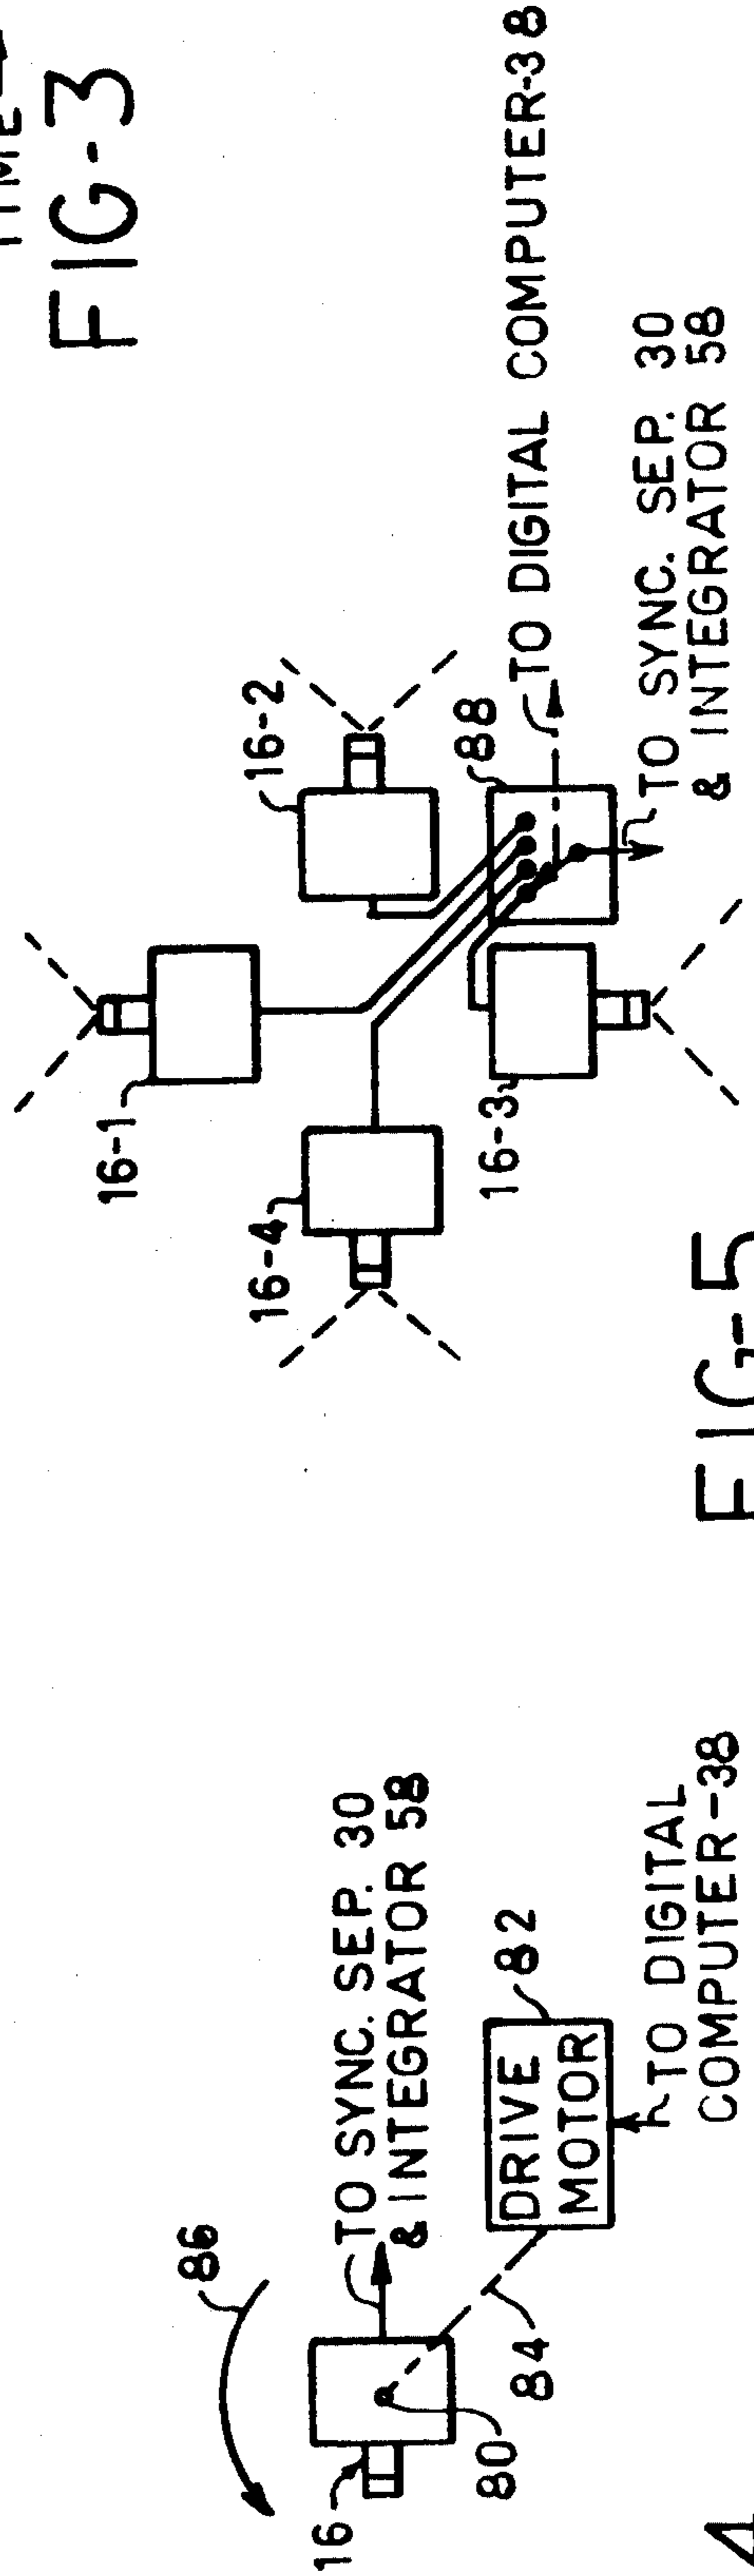 FIG-3
16-1
16-2
16-4
16-3
88
TO DIGITAL COMPUTER-38
TO SYNC. SEP. 30
& INTEGRATOR 58
FIG-5
86
16
TO SYNC. SEP. 30
& INTEGRATOR 58
80
84
DRIVE
MOTOR
82
TO DIGITAL
COMPUTER-38